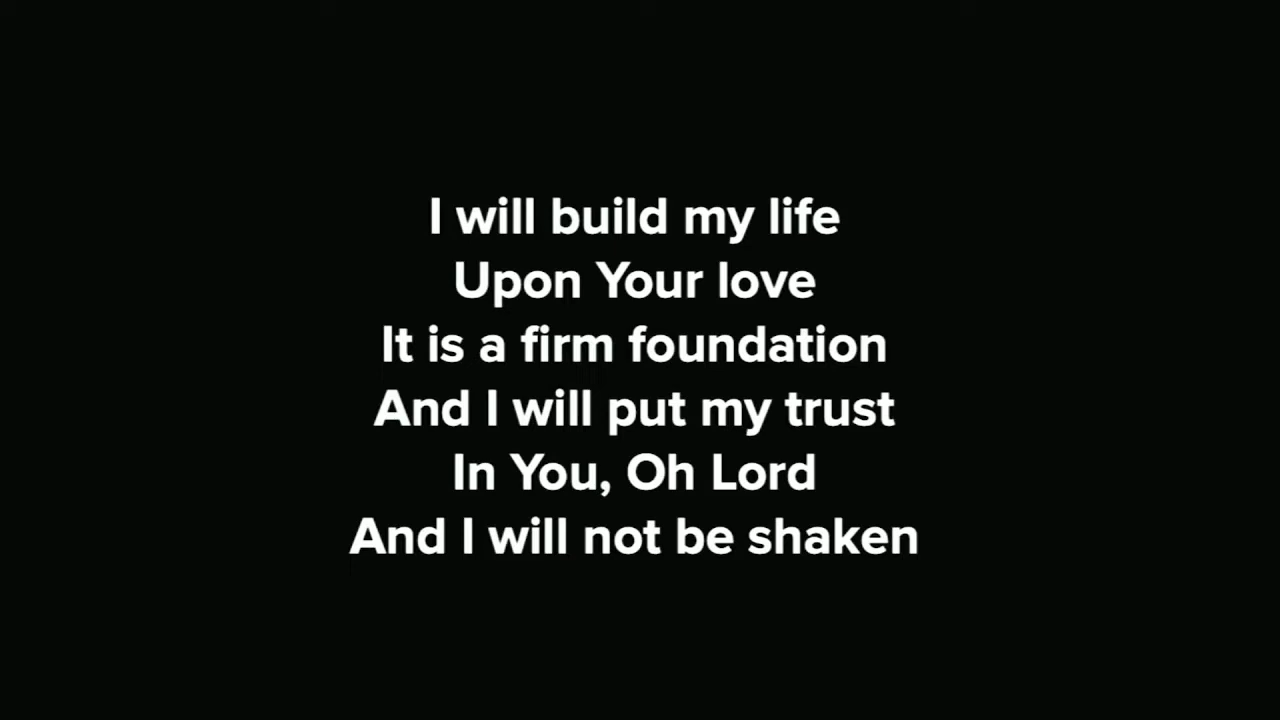 I will build my life
Upon Your love
It is a firm foundation
And I will put my trust
In You, Oh Lord
And I will not be shaken